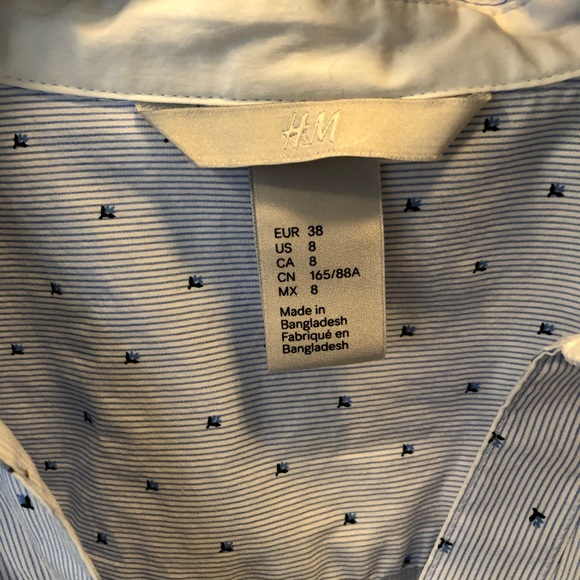 H&M
EUR 38
US 8
CA 8
CN 165/88A
MX 8
Made in
Bangladesh
Fabriqué en
Bangladesh